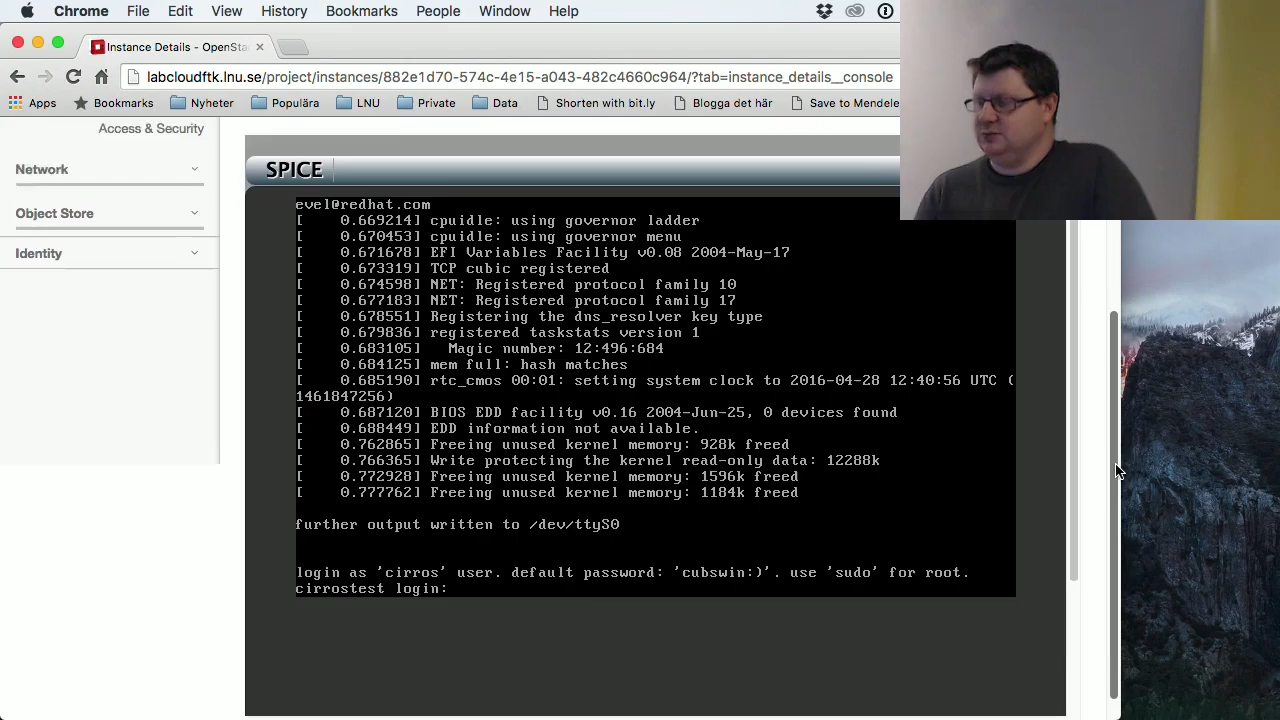 Chrome File Edit View History Bookmarks People Window Help
Instance Details - OpenSta
labcloudftk.lnu.se/project/instances/882e1d70-574c-4e15-a043-482c4660c964/?tab=instance_details__console
Apps Bookmarks Nyheter Populära LNU Private Data Shorten with bit.ly Blogga det här Save to Mendele
Access & Security
Network
Object Store
Identity
SPICE
evel@redhat.com
[    0.669214] cpuidle: using governor ladder
[    0.670453] cpuidle: using governor menu
[    0.671678] EFI Variables Facility v0.08 2004-May-17
[    0.673319] TCP cubic registered
[    0.674598] NET: Registered protocol family 10
[    0.677183] NET: Registered protocol family 17
[    0.678551] Registering the dns_resolver key type
[    0.679836] registered taskstats version 1
[    0.683105]   Magic number: 12:496:684
[    0.684125] mem full: hash matches
[    0.685190] rtc_cmos 00:01: setting system clock to 2016-04-28 12:40:56 UTC (
1461847256)
[    0.687120] BIOS EDD facility v0.16 2004-Jun-25, 0 devices found
[    0.688449] EDD information not available.
[    0.762865] Freeing unused kernel memory: 928k freed
[    0.766365] Write protecting the kernel read-only data: 12288k
[    0.772928] Freeing unused kernel memory: 1596k freed
[    0.777762] Freeing unused kernel memory: 1184k freed
further output written to /dev/ttyS0
login as 'cirros' user. default password: 'cubswin:)'. use 'sudo' for root.
cirrostest login: